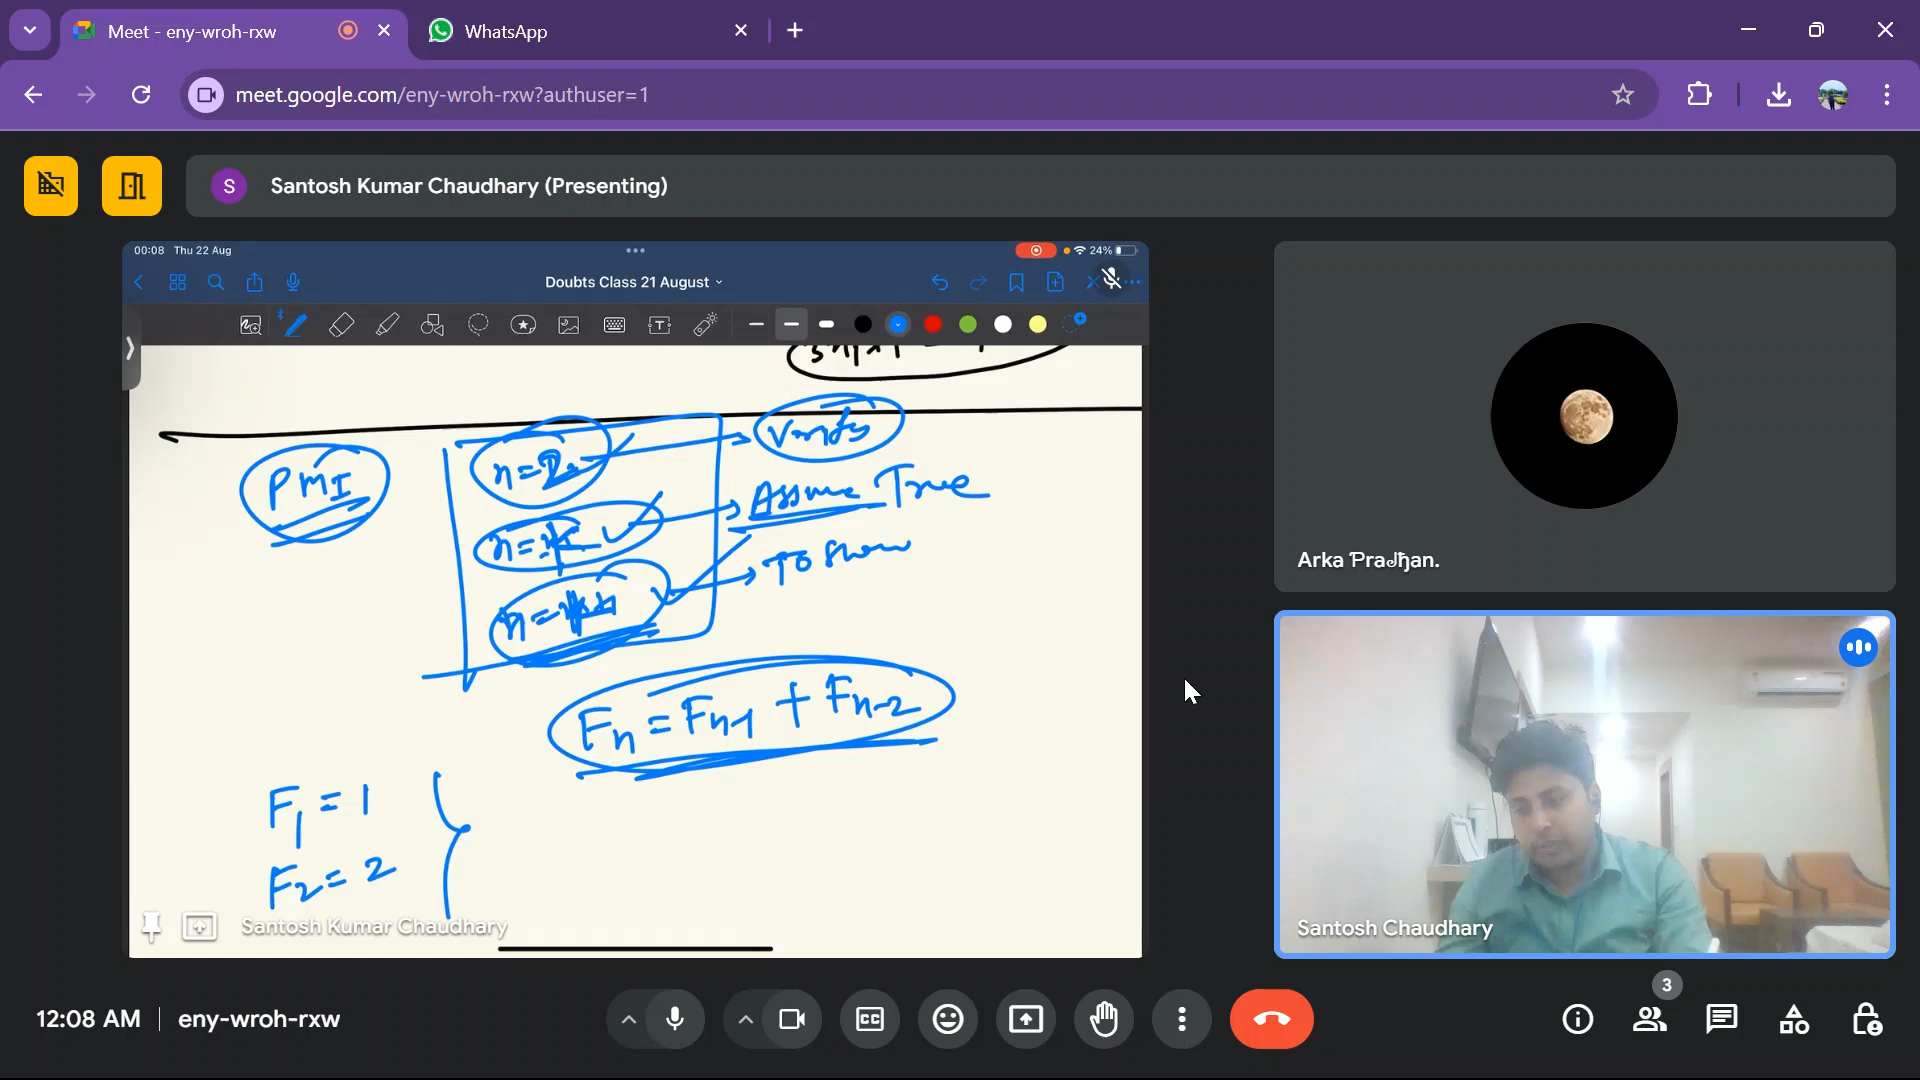 Meet - eny-wroh-rxw
WhatsApp
meet.google.com/eny-wroh-rxw?authuser=1
S
Santosh Kumar Chaudhary (Presenting)
00:08 Thu 22 Aug
24%
Doubts Class 21 August
PMI
n=2
Verify
n=k
Assume True
n=k+1
To Show
Fn = Fn-1 + Fn-2
F1 = 1
F2 = 2
Santosh Kumar Chaudhary
Arka Pradhan.
Santosh Chaudhary
12:08 AM
eny-wroh-rxw
CC
3